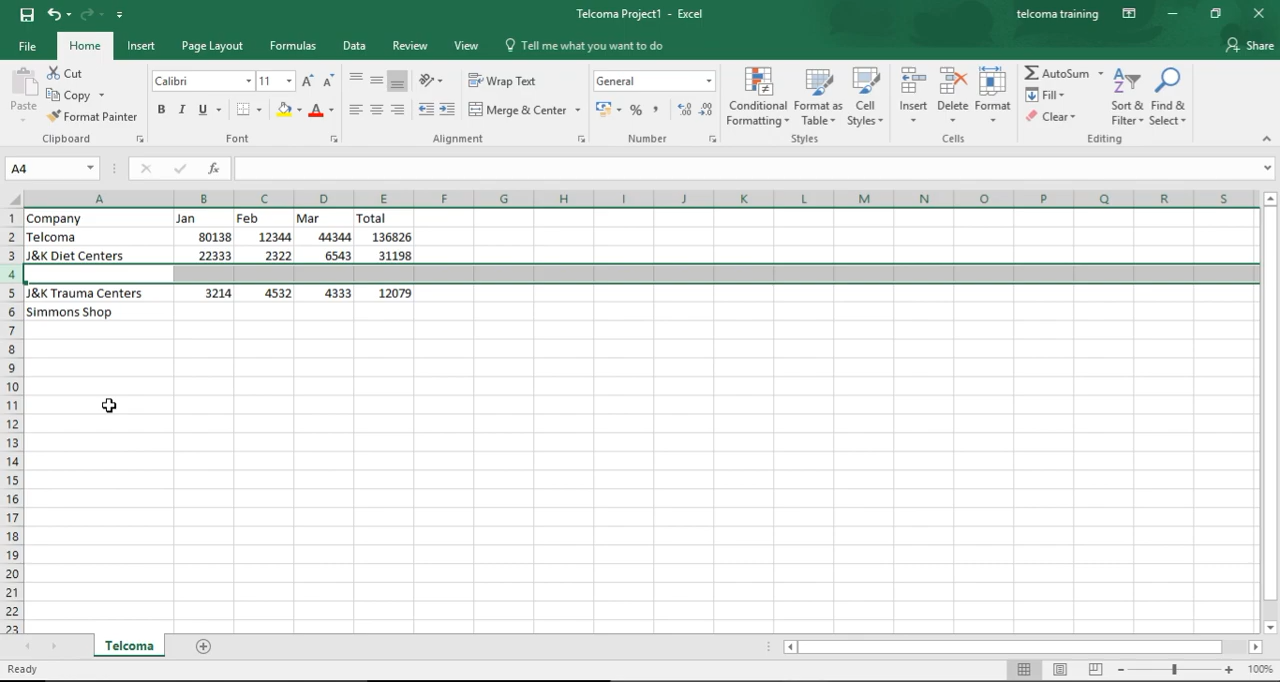 Telcoma Project1 - Excel
telcoma training
File Home Insert Page Layout Formulas Data Review View Tell me what you want to do Share
Paste
Cut
Copy
Format Painter
Clipboard
Calibri 11
B I U
Font
Wrap Text
Merge & Center
Alignment
General
%
Number
Conditional Formatting
Format as Table
Cell Styles
Styles
Insert Delete Format
Cells
AutoSum
Fill
Clear
Sort & Filter
Find & Select
Editing
A4 fx
A B C D E F G H I J K L M N O P Q R S
1 Company Jan Feb Mar Total
2 Telcoma 80138 12344 44344 136826
3 J&K Diet Centers 22333 2322 6543 31198
4
5 J&K Trauma Centers 3214 4532 4333 12079
6 Simmons Shop
7
8
9
10
11
12
13
14
15
16
17
18
19
20
21
22
23
Telcoma
Ready 100%